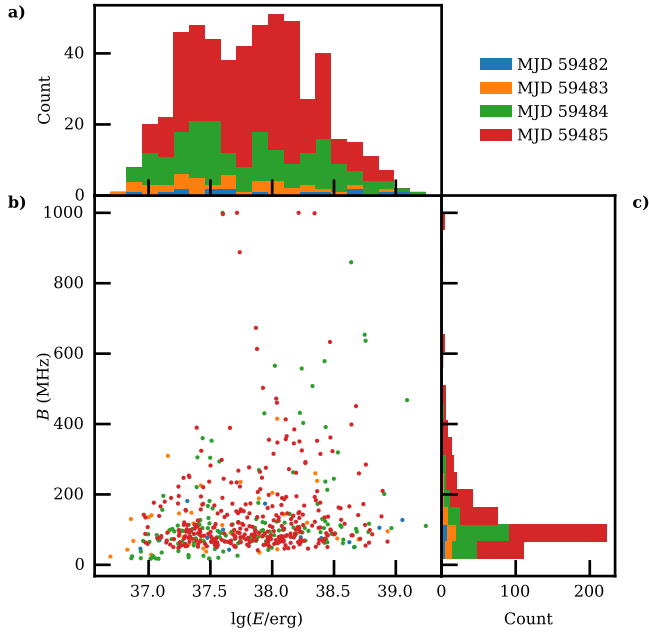 a)
Count
40
20
0
MJD 59482
MJD 59483
MJD 59484
MJD 59485
b)
c)
B (MHz)
1000
800
600
400
200
0
37.0 37.5 38.0 38.5 39.0
lg(E/erg)
0 100 200
Count